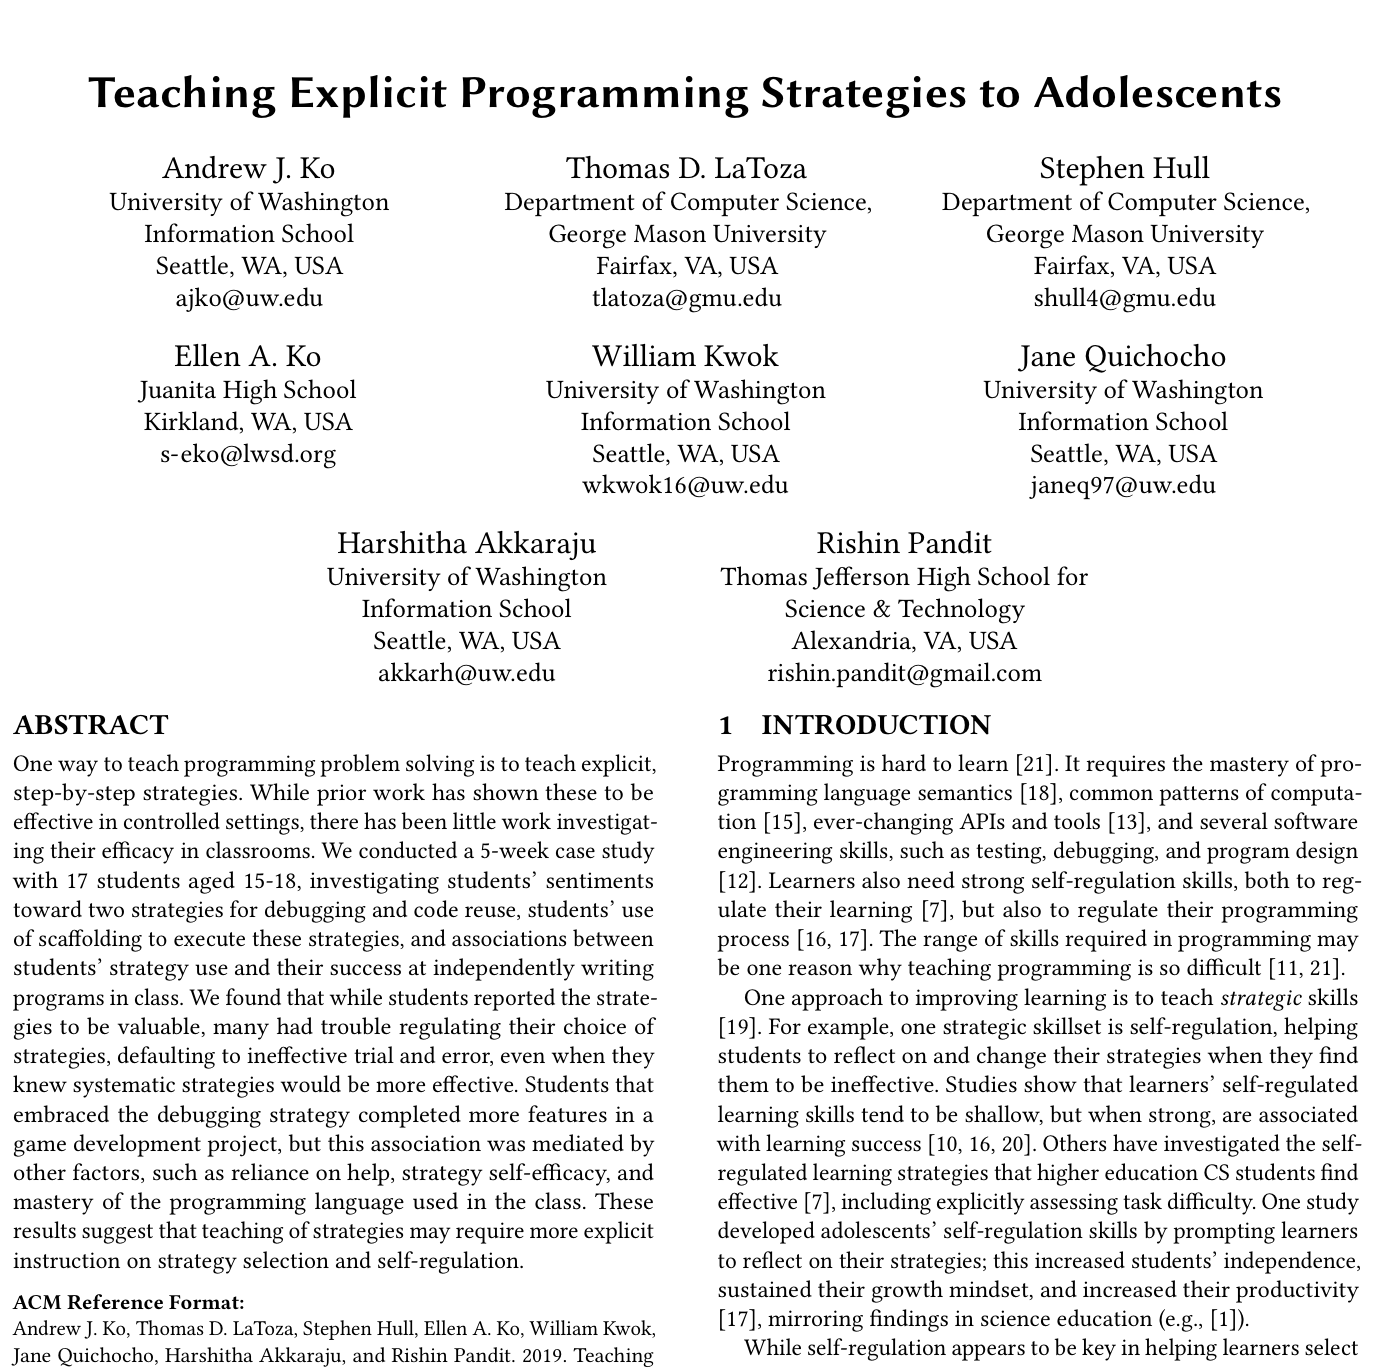 Teaching Explicit Programming Strategies to Adolescents
Andrew J. Ko
University of Washington
Information School
Seattle, WA, USA
ajko@uw.edu
Thomas D. LaToza
Department of Computer Science,
George Mason University
Fairfax, VA, USA
tlatoza@gmu.edu
Stephen Hull
Department of Computer Science,
George Mason University
Fairfax, VA, USA
shull4@gmu.edu
Ellen A. Ko
Juanita High School
Kirkland, WA, USA
s-eko@lwsd.org
William Kwok
University of Washington
Information School
Seattle, WA, USA
wkwok16@uw.edu
Jane Quichocho
University of Washington
Information School
Seattle, WA, USA
janeq97@uw.edu
Harshitha Akkaraju
University of Washington
Information School
Seattle, WA, USA
akkarh@uw.edu
Rishin Pandit
Thomas Jefferson High School for
Science & Technology
Alexandria, VA, USA
rishin.pandit@gmail.com
ABSTRACT
One way to teach programming problem solving is to teach explicit,
step-by-step strategies. While prior work has shown these to be
effective in controlled settings, there has been little work investigat-
ing their efficacy in classrooms. We conducted a 5-week case study
with 17 students aged 15-18, investigating students' sentiments
toward two strategies for debugging and code reuse, students' use
of scaffolding to execute these strategies, and associations between
students' strategy use and their success at independently writing
programs in class. We found that while students reported the strate-
gies to be valuable, many had trouble regulating their choice of
strategies, defaulting to ineffective trial and error, even when they
knew systematic strategies would be more effective. Students that
embraced the debugging strategy completed more features in a
game development project, but this association was mediated by
other factors, such as reliance on help, strategy self-efficacy, and
mastery of the programming language used in the class. These
results suggest that teaching of strategies may require more explicit
instruction on strategy selection and self-regulation.
ACM Reference Format:
Andrew J. Ko, Thomas D. LaToza, Stephen Hull, Ellen A. Ko, William Kwok,
Jane Quichocho, Harshitha Akkaraju, and Rishin Pandit. 2019. Teaching
1 INTRODUCTION
Programming is hard to learn [21]. It requires the mastery of pro-
gramming language semantics [18], common patterns of computa-
tion [15], ever-changing APIs and tools [13], and several software
engineering skills, such as testing, debugging, and program design
[12]. Learners also need strong self-regulation skills, both to reg-
ulate their learning [7], but also to regulate their programming
process [16, 17]. The range of skills required in programming may
be one reason why teaching programming is so difficult [11, 21].
One approach to improving learning is to teach strategic skills
[19]. For example, one strategic skillset is self-regulation, helping
students to reflect on and change their strategies when they find
them to be ineffective. Studies show that learners' self-regulated
learning skills tend to be shallow, but when strong, are associated
with learning success [10, 16, 20]. Others have investigated the self-
regulated learning strategies that higher education CS students find
effective [7], including explicitly assessing task difficulty. One study
developed adolescents' self-regulation skills by prompting learners
to reflect on their strategies; this increased students' independence,
sustained their growth mindset, and increased their productivity
[17], mirroring findings in science education (e.g., [1]).
While self-regulation appears to be key in helping learners select